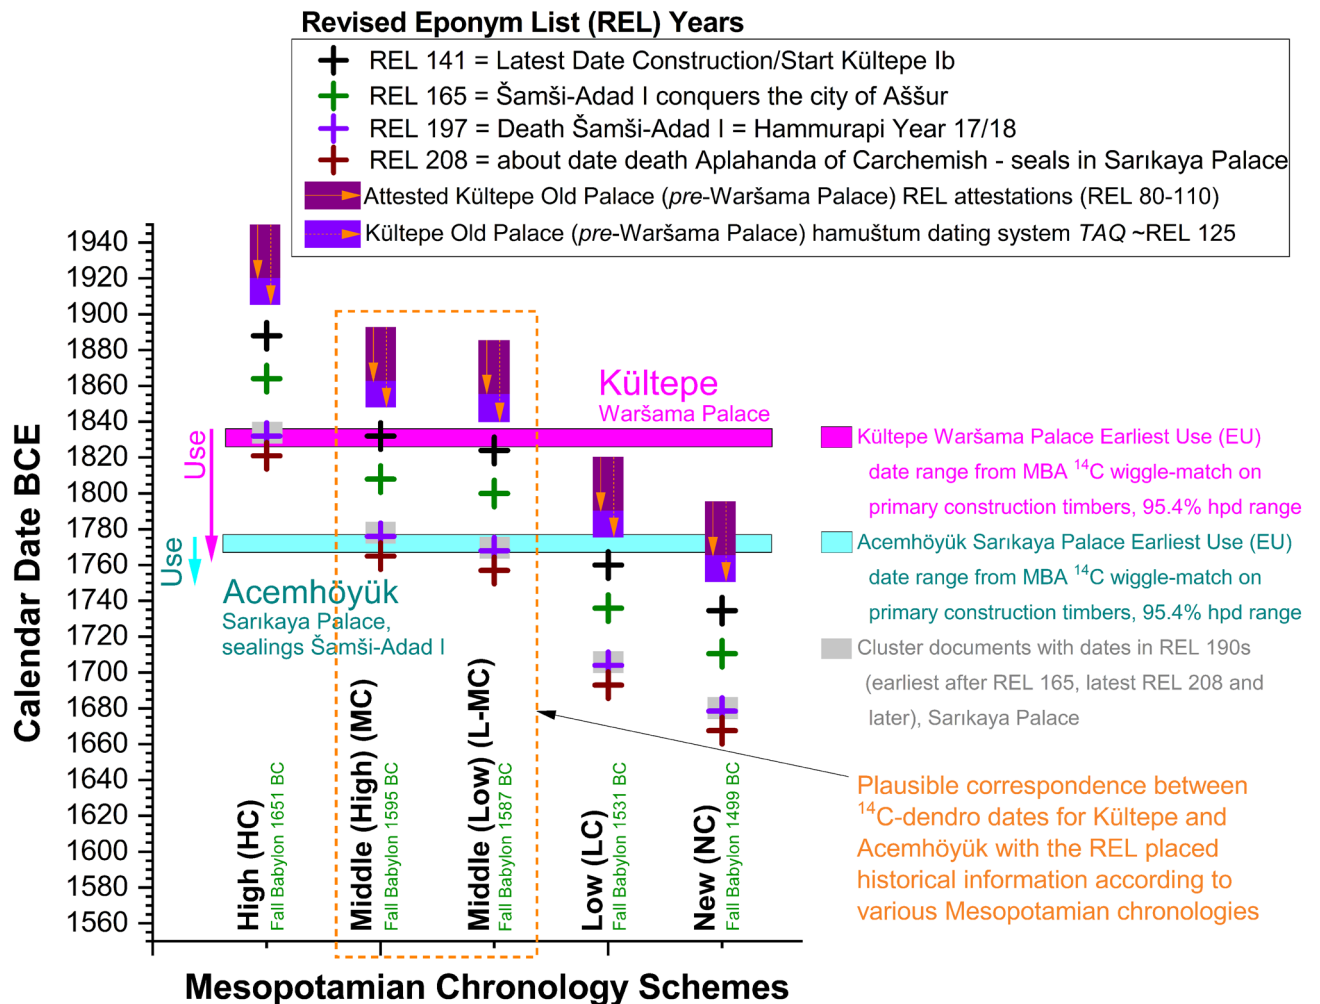 Revised Eponym List (REL) Years
REL 141 = Latest Date Construction/Start Kültepe Ib
REL 165 = Šamši-Adad I conquers the city of Aššur
REL 197 = Death Šamši-Adad I = Hammurapi Year 17/18
REL 208 = about date death Aplahanda of Carchemish - seals in Sarıkaya Palace
Attested Kültepe Old Palace (pre-Waršama Palace) REL attestations (REL 80-110)
Kültepe Old Palace (pre-Waršama Palace) hamuštum dating system TAQ ~REL 125
Calendar Date BCE
1940
1920
1900
1880
1860
1840
1820
1800
1780
1760
1740
1720
1700
1680
1660
1640
1620
1600
1580
1560
Use
Use
Kültepe
Waršama Palace
Acemhöyük
Sarıkaya Palace,
sealings Šamši-Adad I
Kültepe Waršama Palace Earliest Use (EU)
date range from MBA ¹⁴C wiggle-match on
primary construction timbers, 95.4% hpd range
Acemhöyük Sarıkaya Palace Earliest Use (EU)
date range from MBA ¹⁴C wiggle-match on
primary construction timbers, 95.4% hpd range
Cluster documents with dates in REL 190s
(earliest after REL 165, latest REL 208 and
later), Sarıkaya Palace
Plausible correspondence between
¹⁴C-dendro dates for Kültepe and
Acemhöyük with the REL placed
historical information according to
various Mesopotamian chronologies
High (HC)
Fall Babylon 1651 BC
Middle (High) (MC)
Fall Babylon 1595 BC
Middle (Low) (L-MC)
Fall Babylon 1587 BC
Low (LC)
Fall Babylon 1531 BC
New (NC)
Fall Babylon 1499 BC
Mesopotamian Chronology Schemes